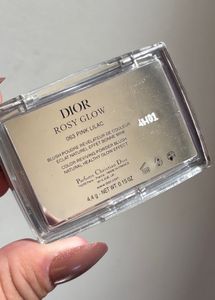 DIOR
ROSY GLOW
063 PINK LILAC
4S101
BLUSH POUDRE RÉVÉLATEUR DE COULEUR
ÉCLAT NATUREL EFFET BONNE MINE
COLOR REVIVING POWDER BLUSH
NATURAL HEALTHY GLOW EFFECT
Parfums Christian Dior
4.4 g - NET WT. 0.15 OZ.